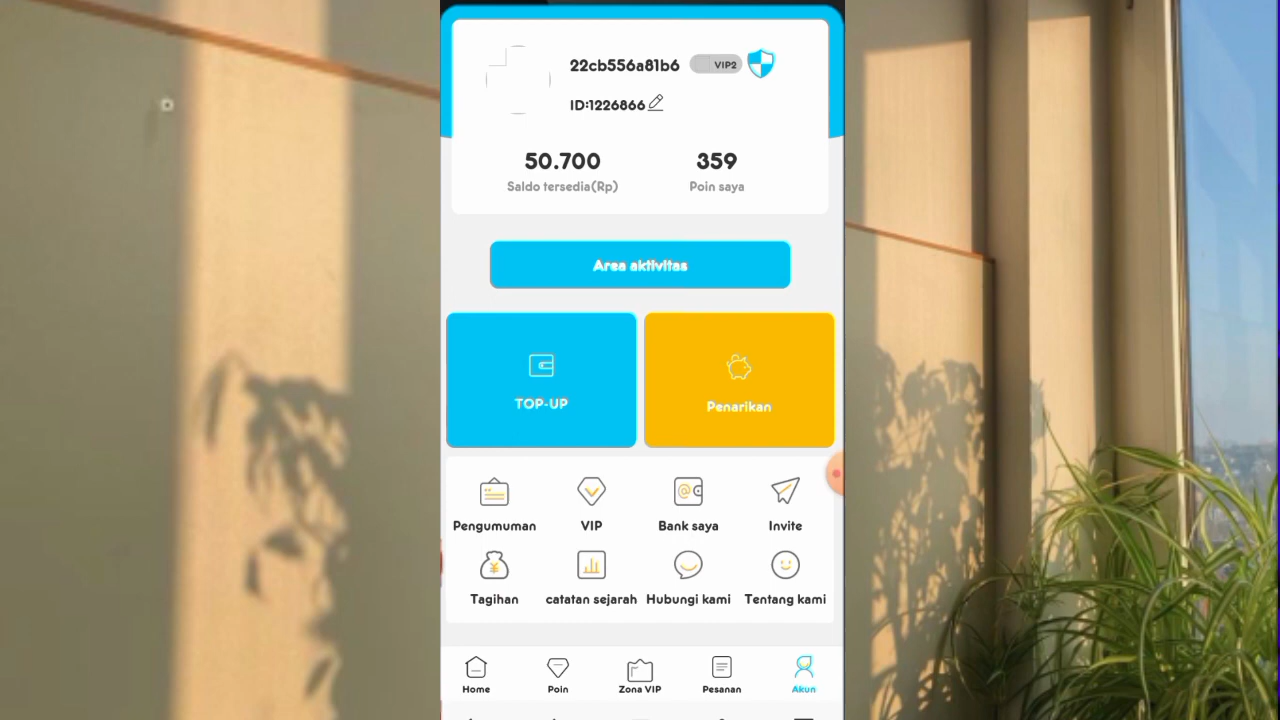 22cb556a81b6 VIP2
ID:1226866
50.700 359
Saldo tersedia(Rp) Poin saya
Area aktivitas
TOP-UP Penarikan
Pengumuman VIP Bank saya Invite
Tagihan catatan sejarah Hubungi kami Tentang kami
Home Poin Zona VIP Pesanan Akun